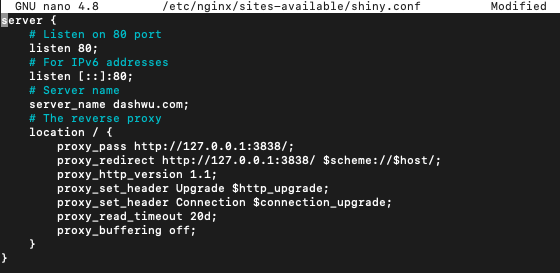 GNU nano 4.8 /etc/nginx/sites-available/shiny.conf Modified
server {
# Listen on 80 port
listen 80;
# For IPv6 addresses
listen [::]:80;
# Server name
server_name dashwu.com;
# The reverse proxy
location / {
proxy_pass http://127.0.0.1:3838/;
proxy_redirect http://127.0.0.1:3838/ $scheme://$host/;
proxy_http_version 1.1;
proxy_set_header Upgrade $http_upgrade;
proxy_set_header Connection $connection_upgrade;
proxy_read_timeout 20d;
proxy_buffering off;
}
}